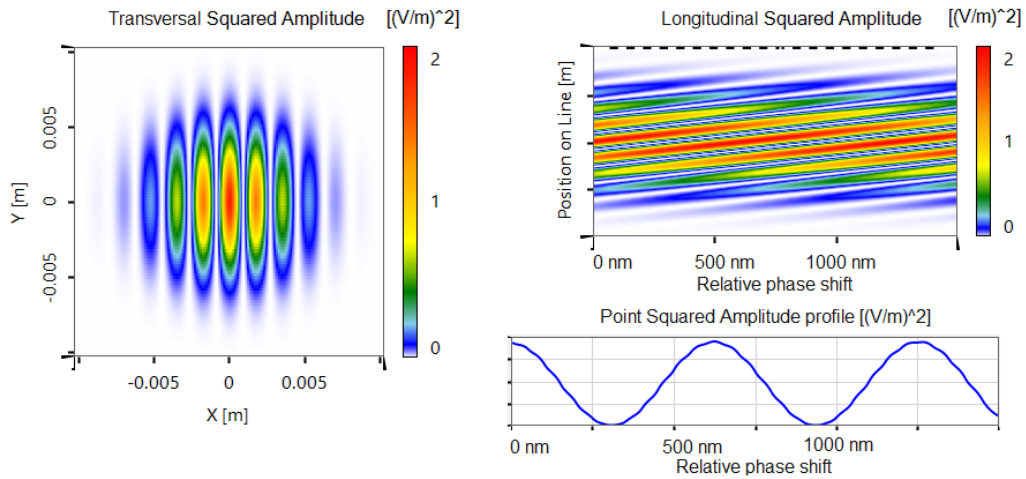 Transversal Squared Amplitude [(V/m)^2]
2
1
0
0.005
0
-0.005
Y [m]
-0.005 0 0.005
X [m]
Longitudinal Squared Amplitude [(V/m)^2]
2
1
0
Position on Line [m]
0 nm 500 nm 1000 nm
Relative phase shift
Point Squared Amplitude profile [(V/m)^2]
0 nm 500 nm 1000 nm
Relative phase shift